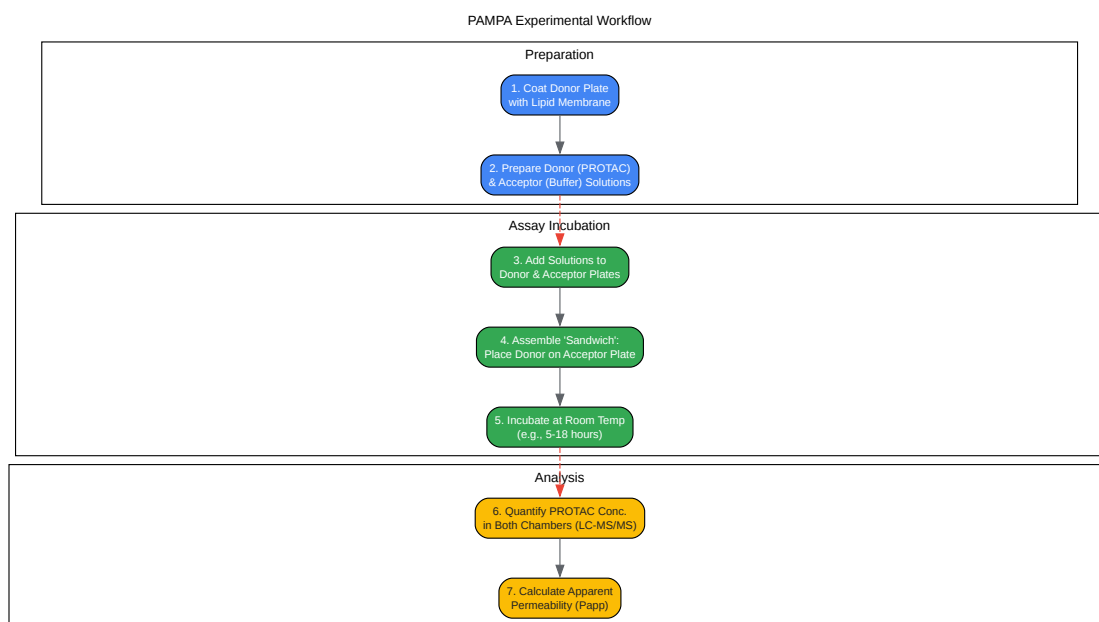 PAMPA Experimental Workflow
Preparation
1. Coat Donor Plate
with Lipid Membrane
2. Prepare Donor (PROTAC)
& Acceptor (Buffer) Solutions
Assay Incubation
3. Add Solutions to
Donor & Acceptor Plates
4. Assemble 'Sandwich':
Place Donor on Acceptor Plate
5. Incubate at Room Temp
(e.g., 5-18 hours)
Analysis
6. Quantify PROTAC Conc.
in Both Chambers (LC-MS/MS)
7. Calculate Apparent
Permeability (Papp)